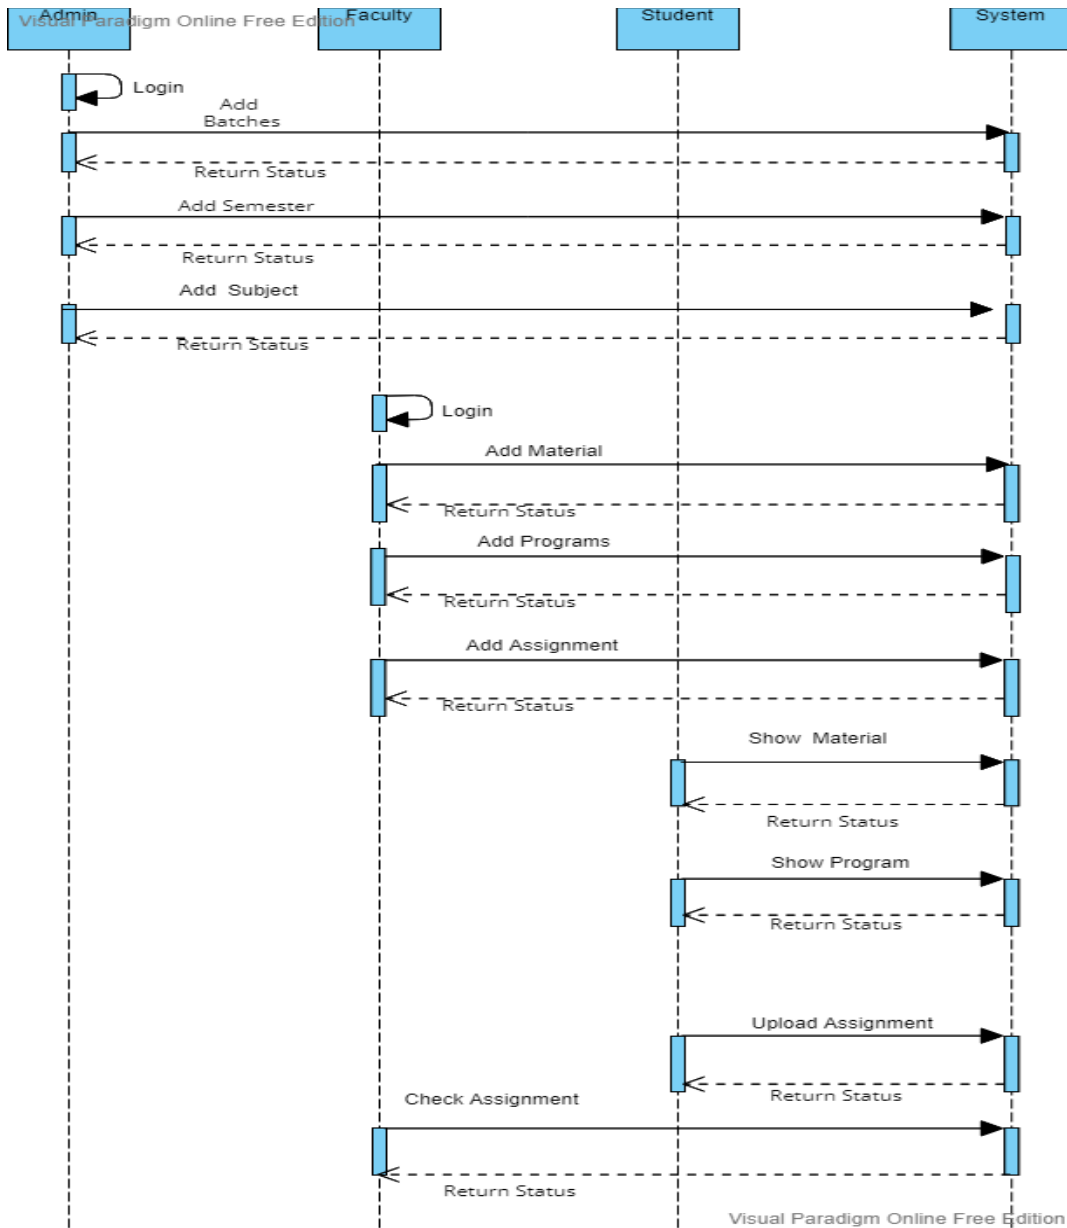 Admin
Visual Paradigm Online Free Edition
Faculty
Student
System
Login
Add
Batches
Return Status
Add Semester
Return Status
Add Subject
Return Status
Login
Add Material
Return Status
Add Programs
Return Status
Add Assignment
Return Status
Show Material
Return Status
Show Program
Return Status
Upload Assignment
Return Status
Check Assignment
Return Status
Visual Paradigm Online Free Edition